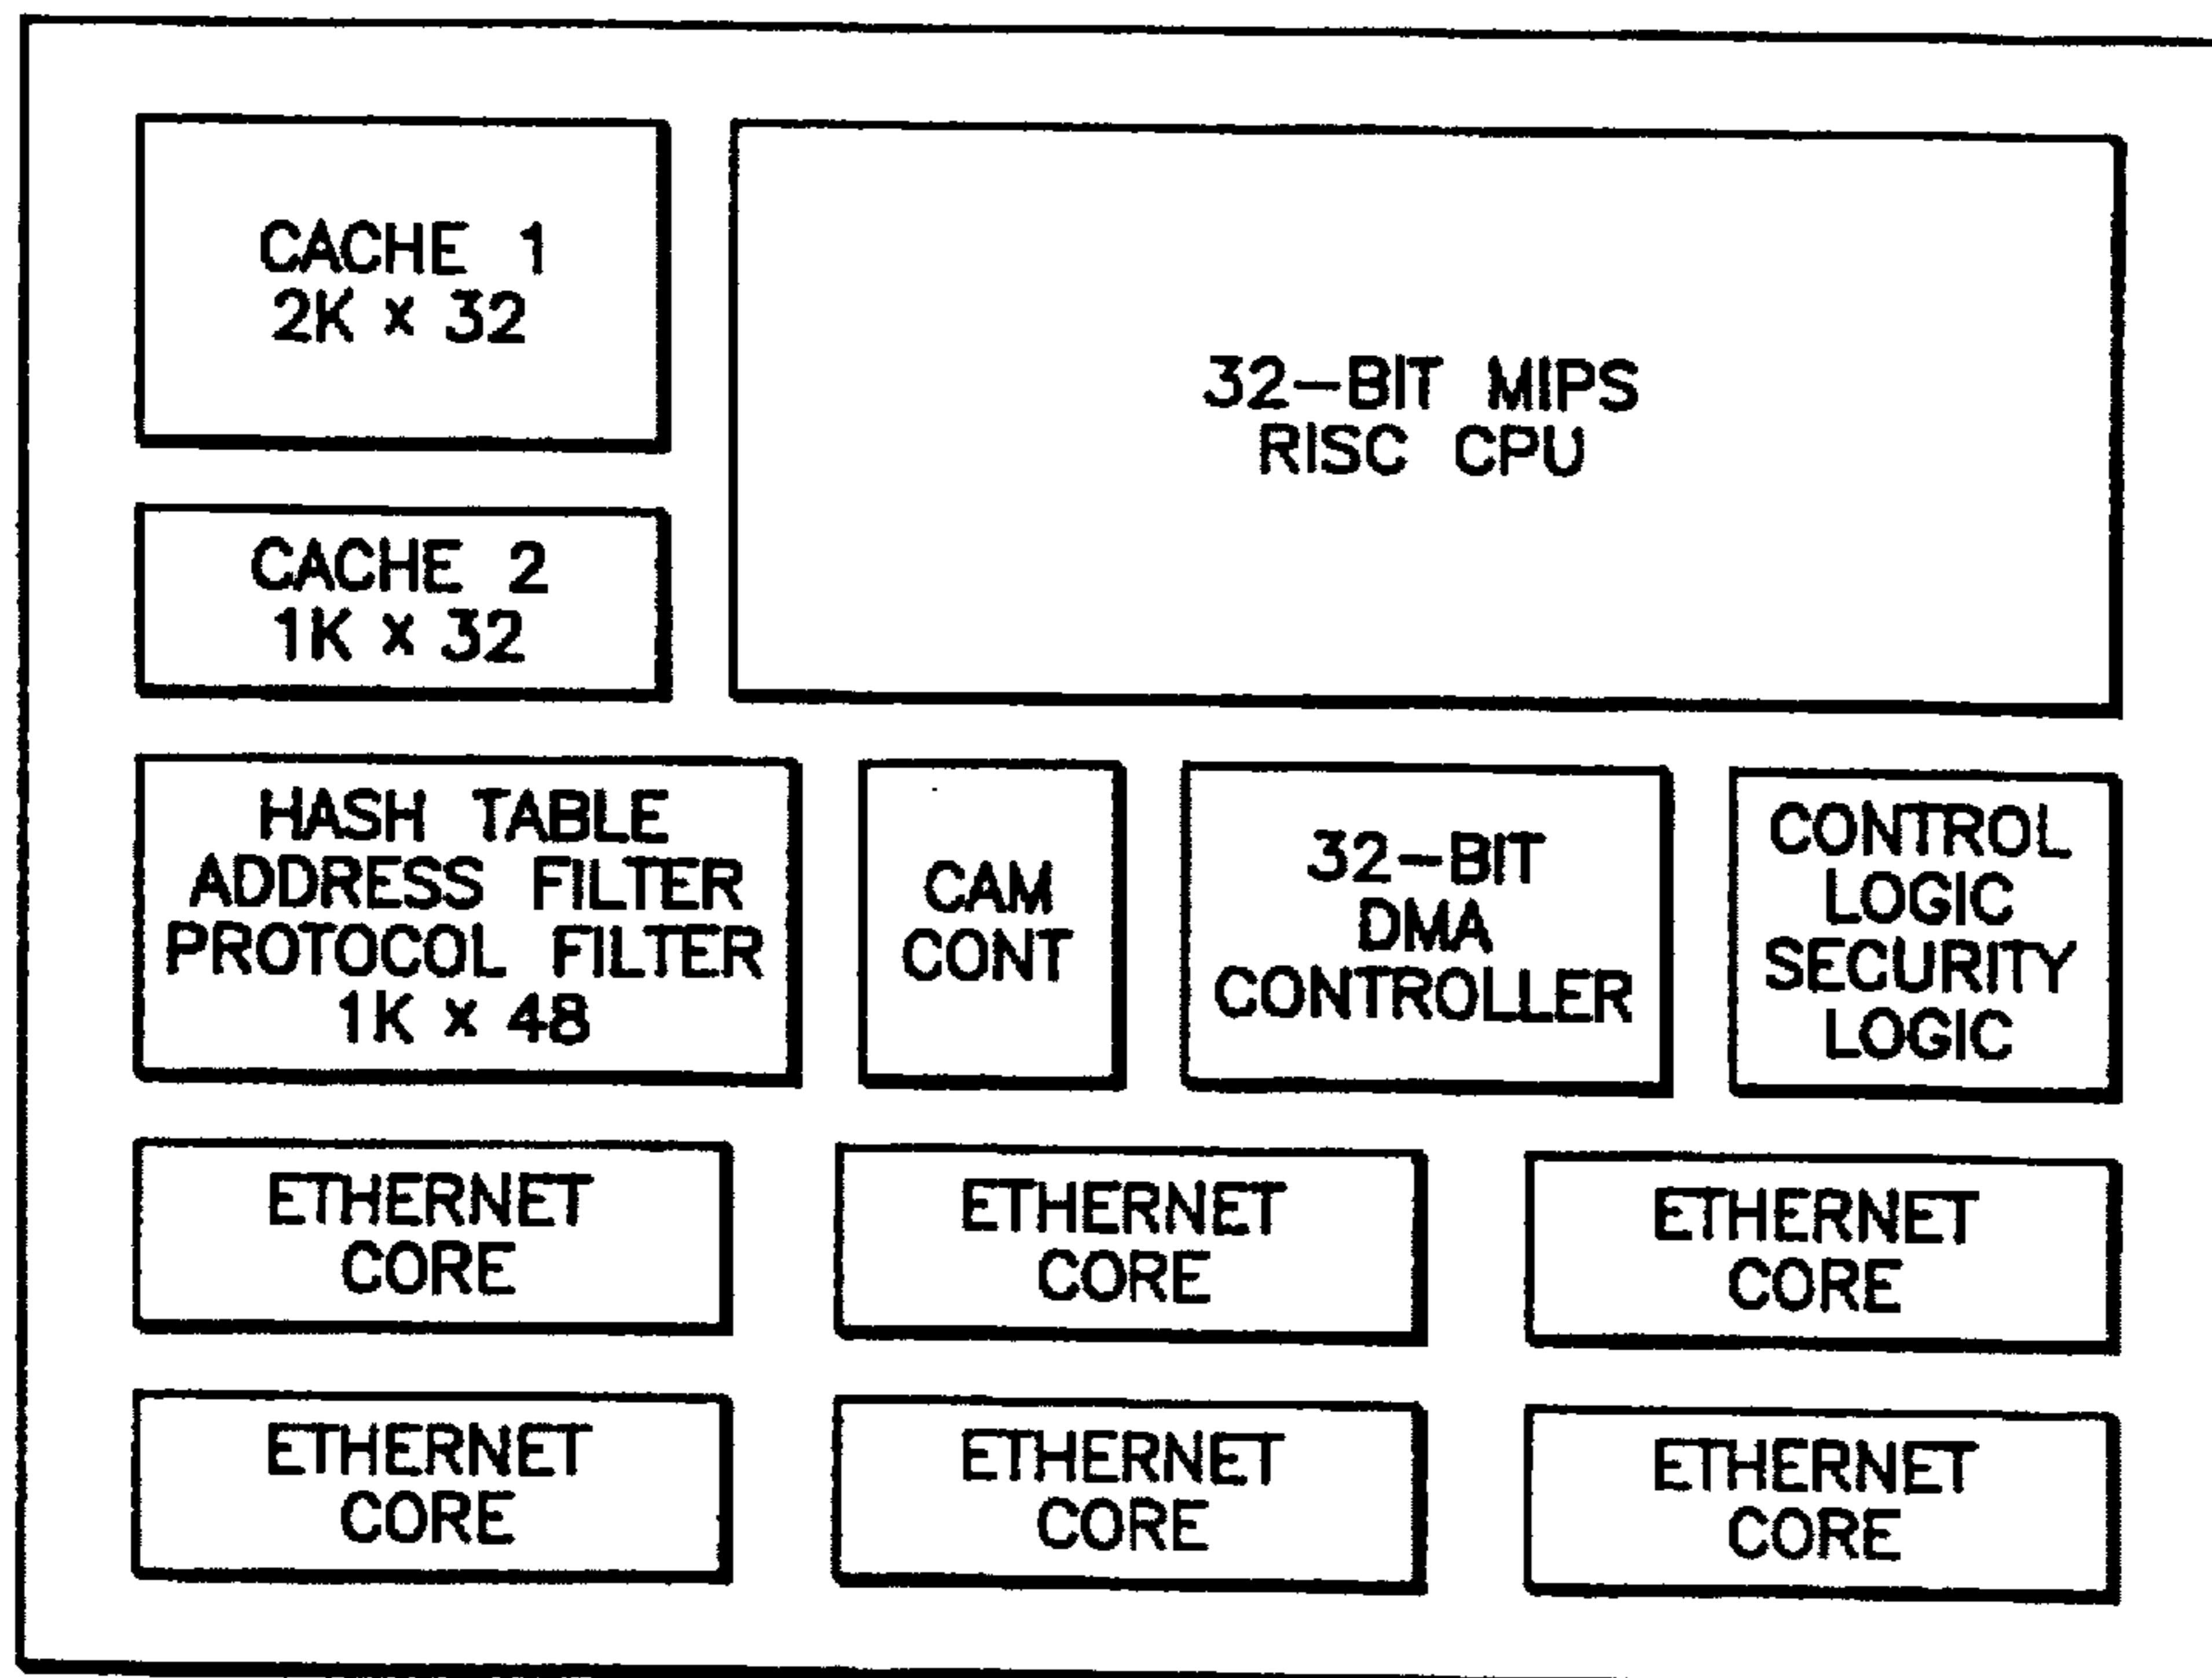 CACHE 1
2K x 32
32-BIT MIPS
RISC CPU
CACHE 2
1K x 32
HASH TABLE
ADDRESS FILTER
PROTOCOL FILTER
1K x 48
CAM
CONT
32-BIT
DMA
CONTROLLER
CONTROL
LOGIC
SECURITY
LOGIC
ETHERNET
CORE
ETHERNET
CORE
ETHERNET
CORE
ETHERNET
CORE
ETHERNET
CORE
ETHERNET
CORE